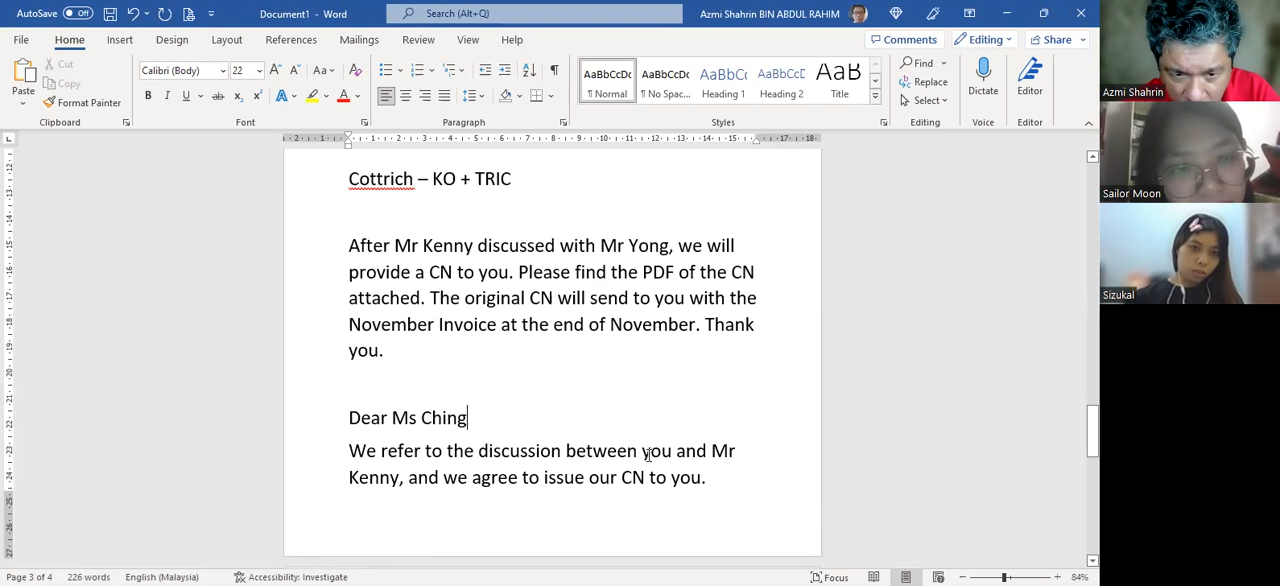 AutoSave Off Document1 - Word Search (Alt+Q) Azmi Shahrin BIN ABDUL RAHIM
File Home Insert Design Layout References Mailings Review View Help Comments Editing Share
Paste Cut Copy Format Painter
Clipboard
Calibri (Body) 22
Font
Paragraph
AaBbCcDc AaBbCcDc AaBbCc AaBbCcD AaB
¶ Normal ¶ No Spac... Heading 1 Heading 2 Title
Styles
Find Replace Select
Editing
Dictate
Voice
Editor
Editor
Cottrich – KO + TRIC
After Mr Kenny discussed with Mr Yong, we will
provide a CN to you. Please find the PDF of the CN
attached. The original CN will send to you with the
November Invoice at the end of November. Thank
you.
Dear Ms Ching
We refer to the discussion between you and Mr
Kenny, and we agree to issue our CN to you.
Page 3 of 4 226 words English (Malaysia) Accessibility: Investigate Focus 84%
Azmi Shahrin
Sailor Moon
Sizukal